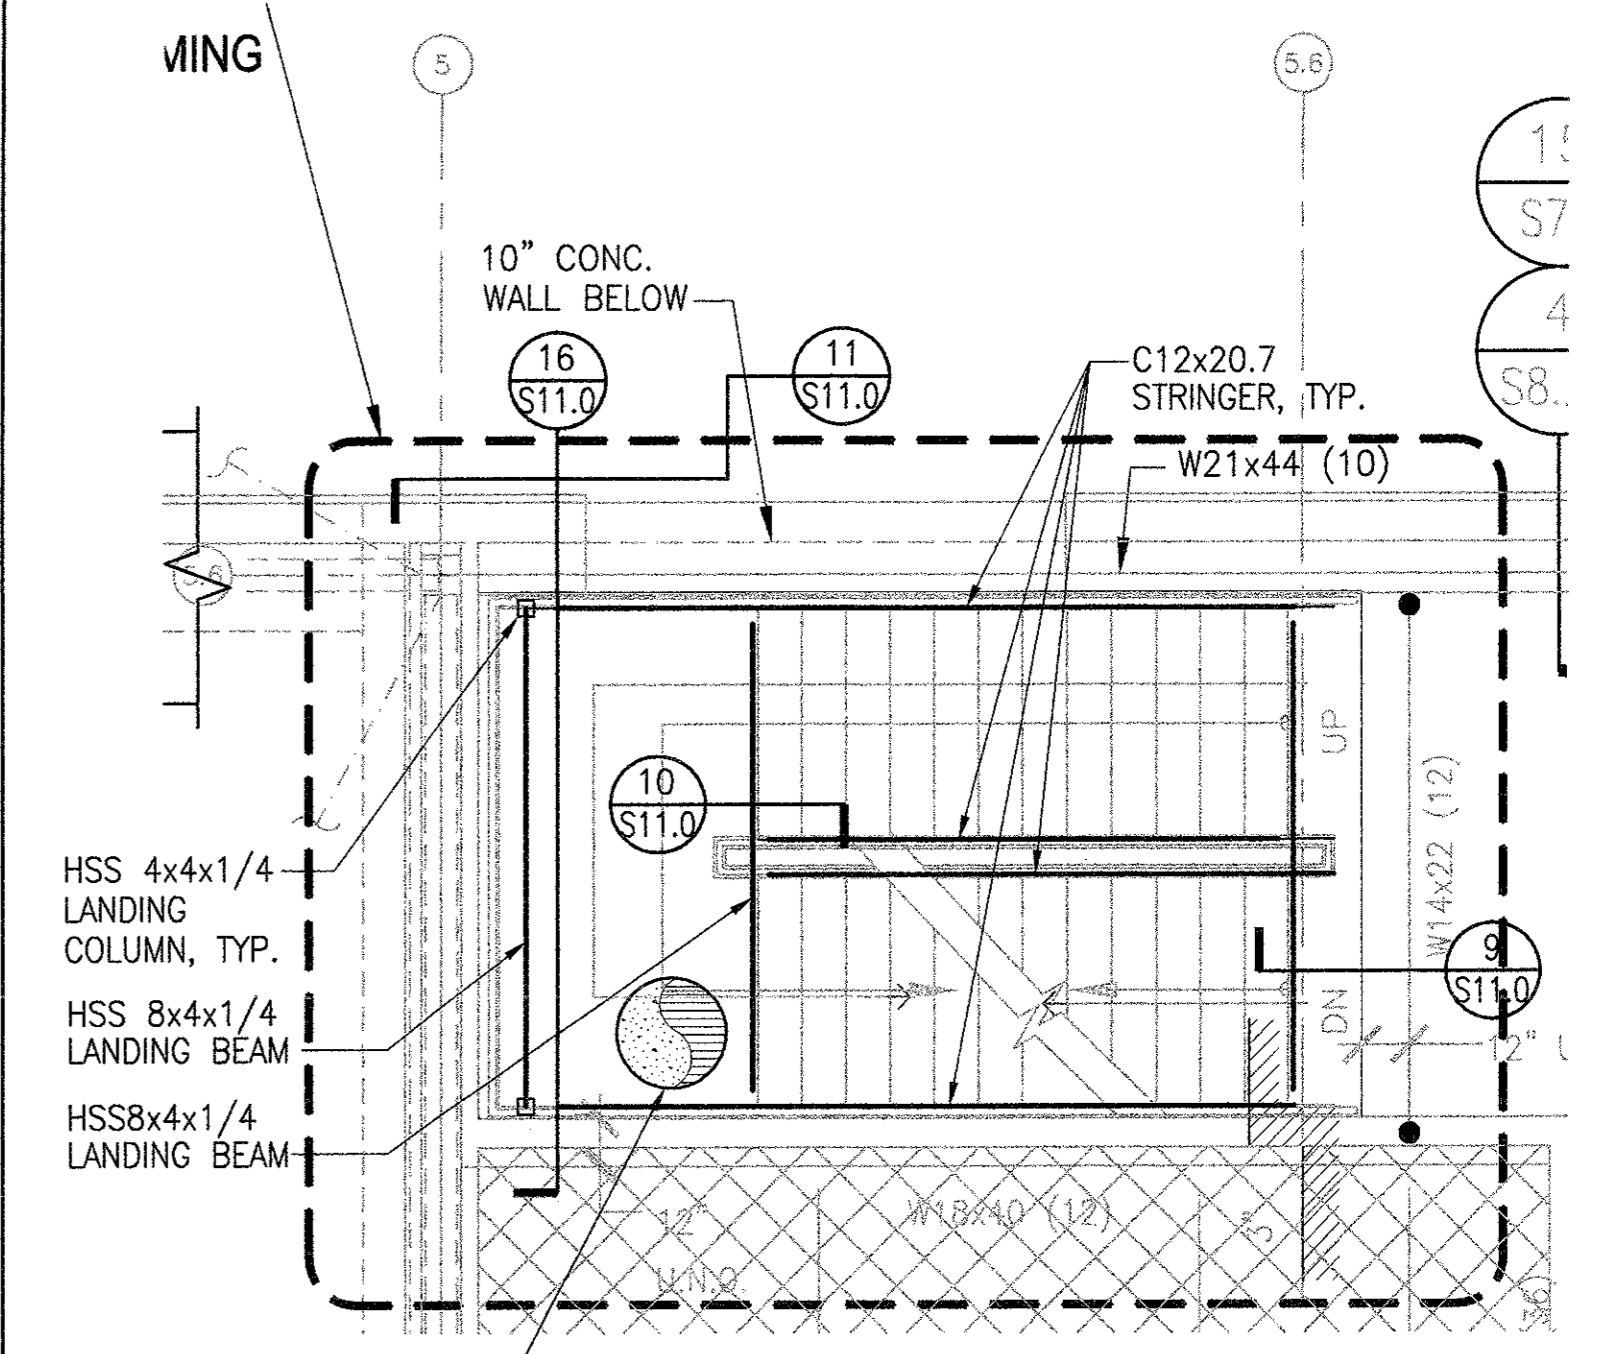 5
5.6
10" CONC.
WALL BELOW
16
S11.0
11
S11.0
C12x20.7
STRINGER, TYP.
W21x44 (10)
4
UP
W14x22 (12)
10
S11.0
HSS 4x4x1/4
LANDING
COLUMN, TYP.
9
S11.0
DN
12"
HSS 8x4x1/4
LANDING BEAM
HSS8x4x1/4
LANDING BEAM
W18x40 (12)
12"
U.N.O.